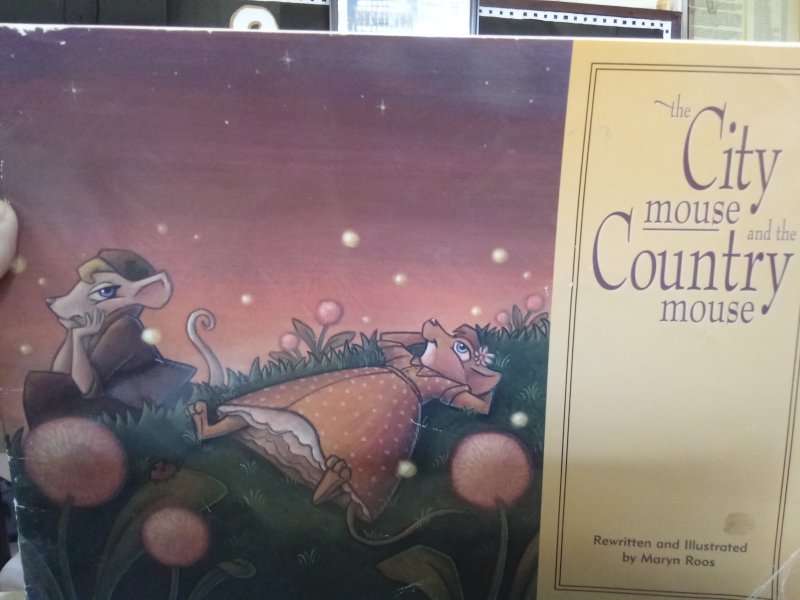 the
City
mouse
and the
Country
mouse
Rewritten and Illustrated
by Maryn Roos